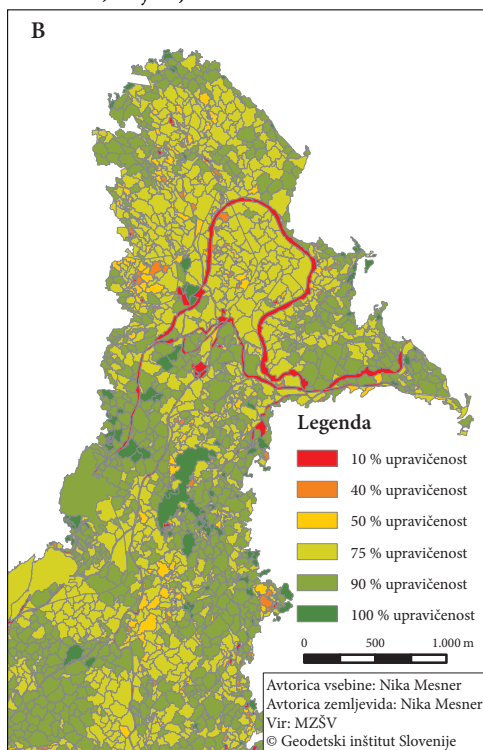 B
Legenda
10 % upravičenost
40 % upravičenost
50 % upravičenost
75 % upravičenost
90 % upravičenost
100 % upravičenost
0 500 1.000 m
Avtorica vsebine: Nika Mesner
Avtorica zemljevida: Nika Mesner
Vir: MZŠV
© Geodetski inštitut Slovenije